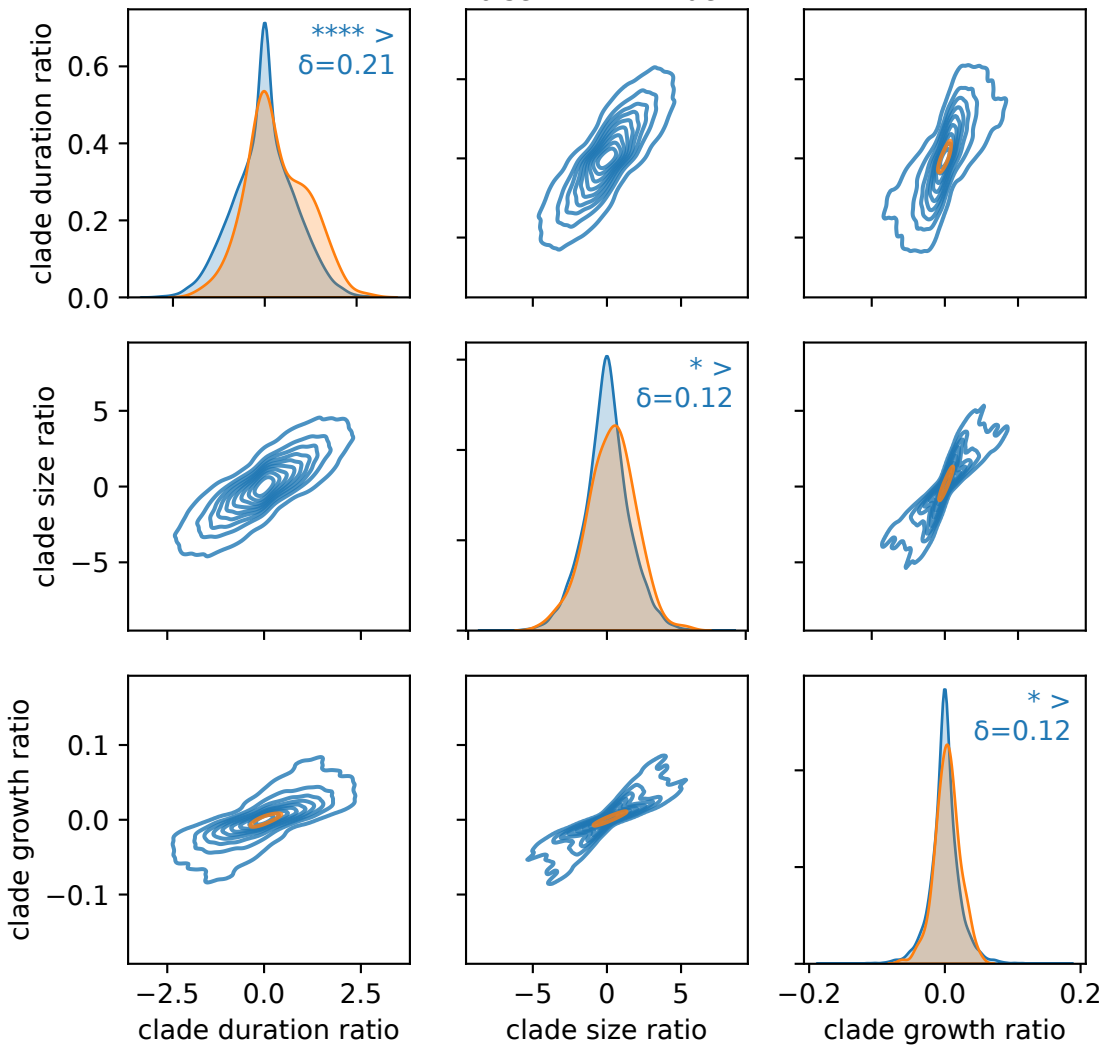 clade duration ratio
0.6
0.4
0.2
0.0
**** >
δ=0.21
clade size ratio
5
0
−5
* >
δ=0.12
clade growth ratio
0.1
0.0
−0.1
* >
δ=0.12
−2.5 0.0 2.5
−5 0 5
−0.2 0.0 0.2
clade duration ratio
clade size ratio
clade growth ratio